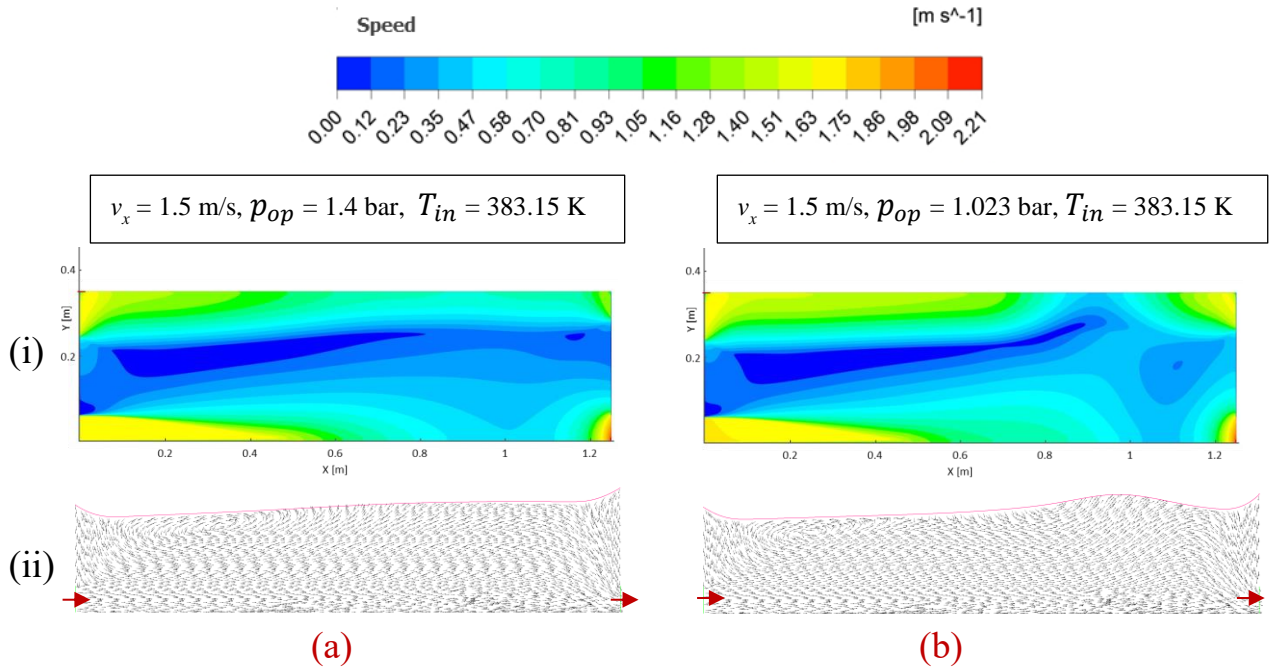 Speed
[m s^-1]
0.00 0.12 0.23 0.35 0.47 0.58 0.70 0.81 0.93 1.05 1.16 1.28 1.40 1.51 1.63 1.75 1.86 1.98 2.09 2.21
vₓ = 1.5 m/s, p_op = 1.4 bar, T_in = 383.15 K
vₓ = 1.5 m/s, p_op = 1.023 bar, T_in = 383.15 K
(i)
0.4
Y [m]
0.2
0.2 0.4 0.6 0.8 1 1.2
X [m]
0.4
Y [m]
0.2
0.2 0.4 0.6 0.8 1 1.2
X [m]
(ii)
(a)
(b)